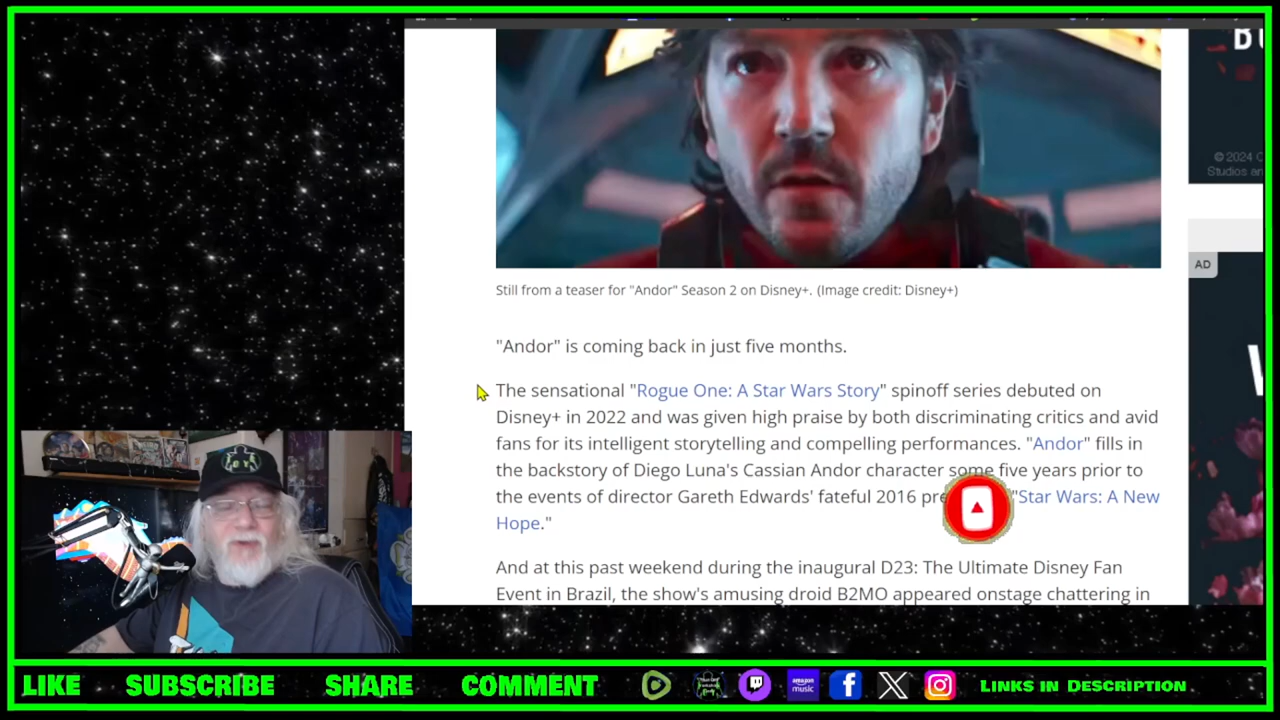 © 2024
Studios an
AD
Still from a teaser for "Andor" Season 2 on Disney+. (Image credit: Disney+)
"Andor" is coming back in just five months.
The sensational "Rogue One: A Star Wars Story" spinoff series debuted on
Disney+ in 2022 and was given high praise by both discriminating critics and avid
fans for its intelligent storytelling and compelling performances. "Andor" fills in
the backstory of Diego Luna's Cassian Andor character some five years prior to
the events of director Gareth Edwards' fateful 2016 pre "Star Wars: A New
Hope."
And at this past weekend during the inaugural D23: The Ultimate Disney Fan
Event in Brazil, the show's amusing droid B2MO appeared onstage chattering in
LIKE SUBSCRIBE SHARE COMMENT amazon music LINKS IN DESCRIPTION